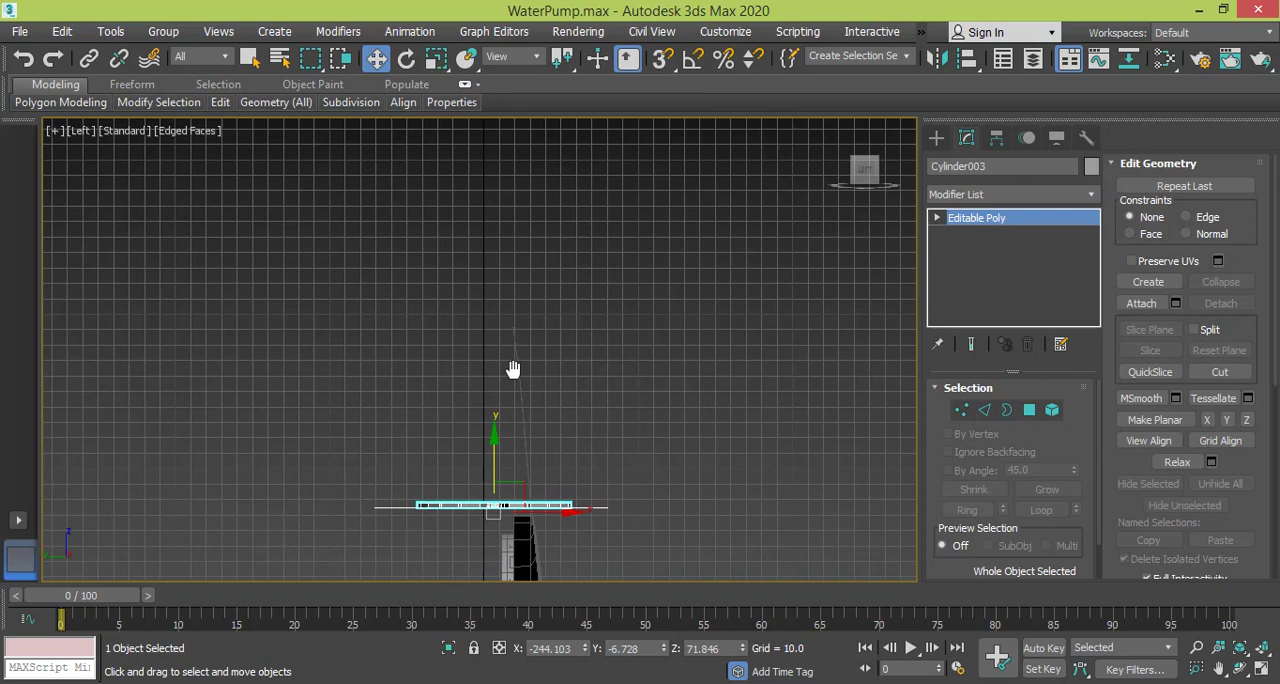 WaterPump.max - Autodesk 3ds Max 2020
File Edit Tools Group Views Create Modifiers Animation Graph Editors Rendering Civil View Customize Scripting Interactive » Sign In Workspaces: Default
All View Create Selection Se
Modeling Freeform Selection Object Paint Populate
Polygon Modeling Modify Selection Edit Geometry (All) Subdivision Align Properties
[+] [Left] [Standard] [Edged Faces]
Cylinder003
Modifier List
Editable Poly
Edit Geometry
Repeat Last
Constraints
None Edge
Face Normal
Preserve UVs
Create Collapse
Attach Detach
Slice Plane Split
Slice Reset Plane
QuickSlice Cut
MSmooth Tessellate
Make Planar X Y Z
View Align Grid Align
Relax
Hide Selected Unhide All
Hide Unselected
Named Selections:
Copy Paste
Delete Isolated Vertices
Full Interactivity
Selection
By Vertex
Ignore Backfacing
By Angle: 45.0
Shrink Grow
Ring Loop
Preview Selection
Off SubObj Multi
Whole Object Selected
y
z
< 0 / 100 >
0 5 10 15 20 25 30 35 40 45 50 55 60 65 70 75 80 85 90 95 100
1 Object Selected X: -244.103 Y: -6.728 Z: 71.846 Grid = 10.0 Auto Key Selected
MAXScript Mi Click and drag to select and move objects Add Time Tag 0 Set Key Key Filters...